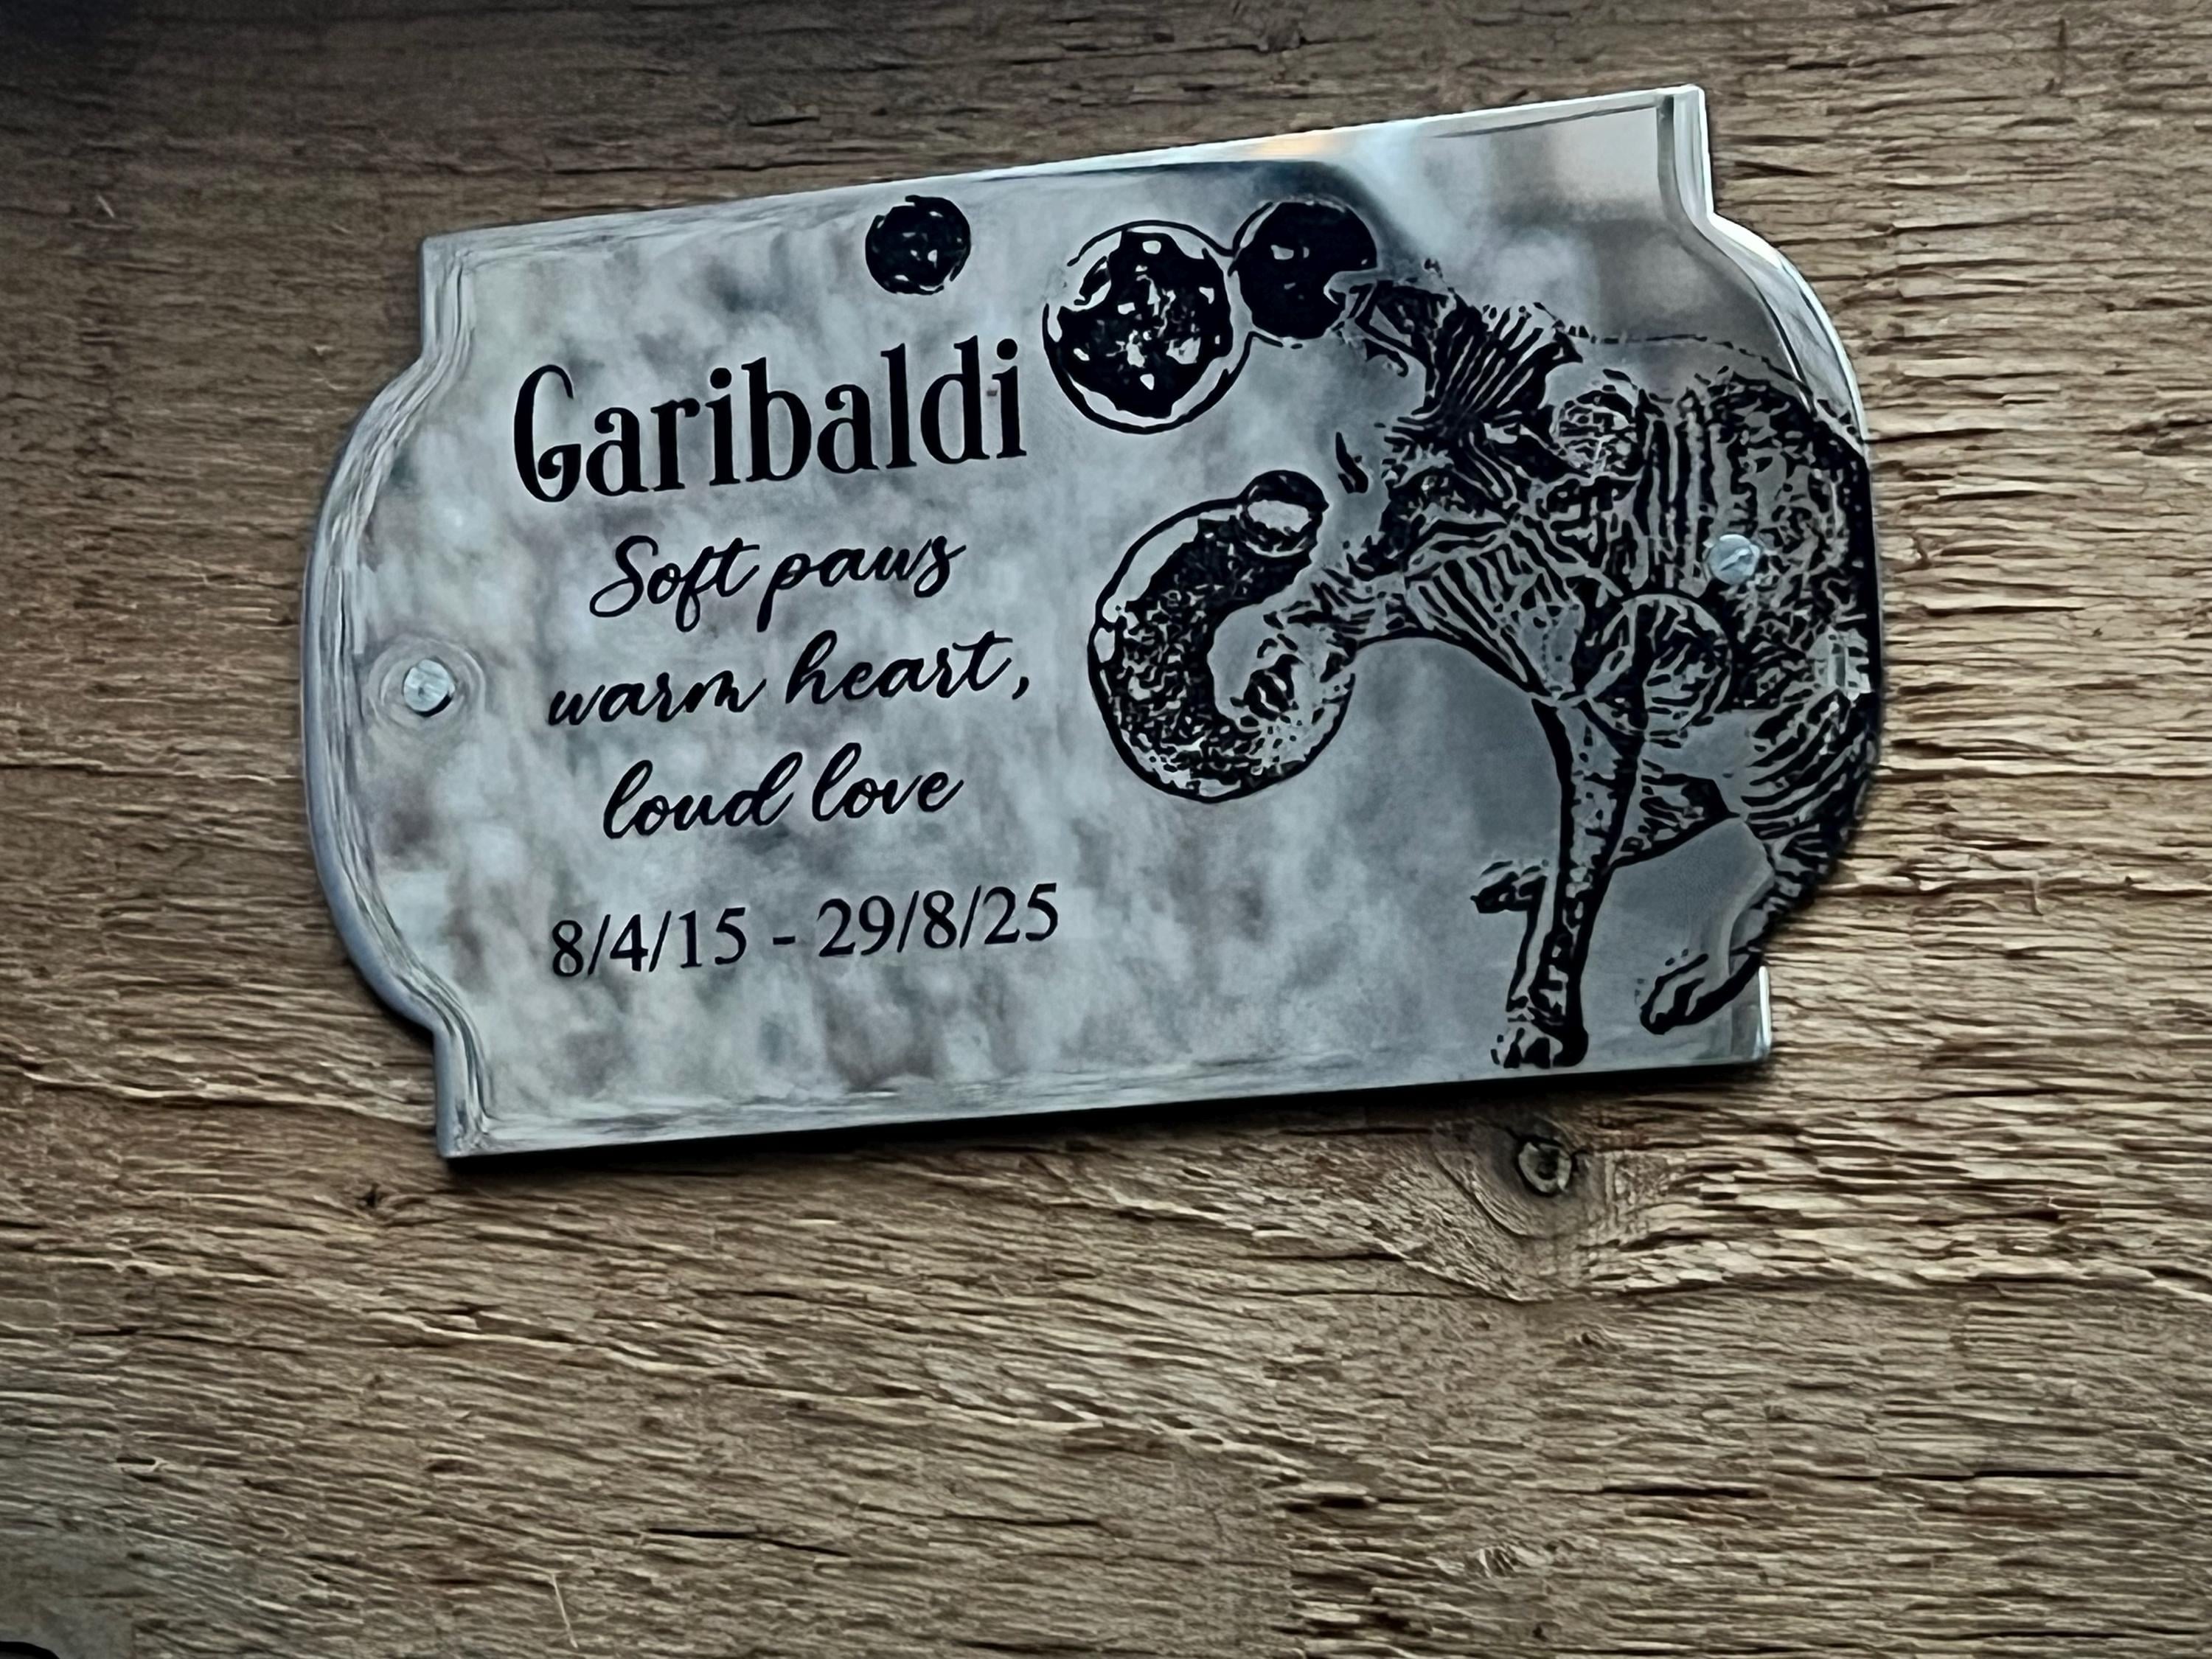 Garibaldi
Soft paws
warm heart,
loud love
8/4/15 - 29/8/25